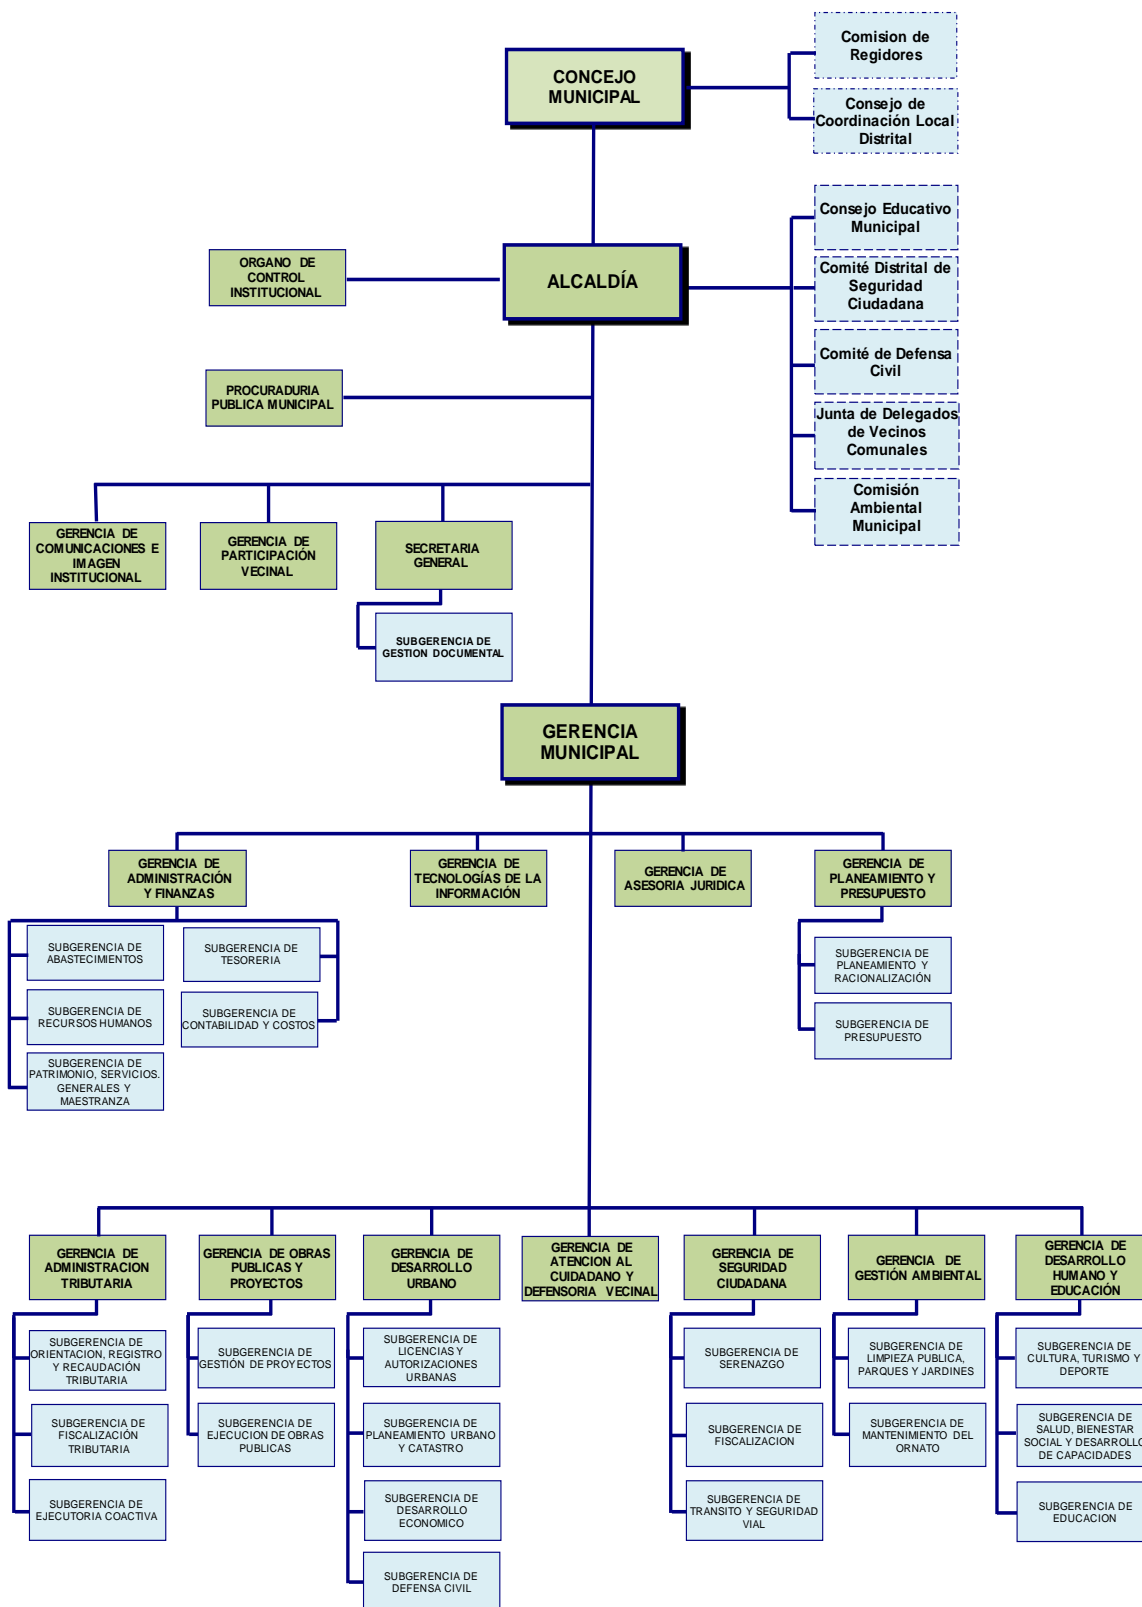 Comision de
Regidores
CONCEJO
MUNICIPAL
Consejo de
Coordinación Local
Distrital
Consejo Educativo
Municipal
ORGANO DE
CONTROL
INSTITUCIONAL
ALCALDÍA
Comité Distrital de
Seguridad
Ciudadana
Comité de Defensa
Civil
PROCURADURIA
PUBLICA MUNICIPAL
Junta de Delegados
de Vecinos
Comunales
Comisión
Ambiental
Municipal
GERENCIA DE
COMUNICACIONES E
IMAGEN
INSTITUCIONAL
GERENCIA DE
PARTICIPACIÓN
VECINAL
SECRETARIA
GENERAL
SUBGERENCIA DE
GESTION DOCUMENTAL
GERENCIA
MUNICIPAL
GERENCIA DE
ADMINISTRACIÓN
Y FINANZAS
GERENCIA DE
TECNOLOGÍAS DE LA
INFORMACIÓN
GERENCIA DE
ASESORIA JURIDICA
GERENCIA DE
PLANEAMIENTO Y
PRESUPUESTO
SUBGERENCIA DE
ABASTECIMIENTOS
SUBGERENCIA DE
TESORERIA
SUBGERENCIA DE
PLANEAMIENTO Y
RACIONALIZACIÓN
SUBGERENCIA DE
RECURSOS HUMANOS
SUBGERENCIA DE
CONTABILIDAD Y COSTOS
SUBGERENCIA DE
PRESUPUESTO
SUBGERENCIA DE
PATRIMONIO, SERVICIOS.
GENERALES Y
MAESTRANZA
GERENCIA DE
ADMINISTRACION
TRIBUTARIA
GERENCIA DE OBRAS
PUBLICAS Y
PROYECTOS
GERENCIA DE
DESARROLLO
URBANO
GERENCIA DE
ATENCION AL
CUIDADANO Y
DEFENSORIA VECINAL
GERENCIA DE
SEGURIDAD
CIUDADANA
GERENCIA DE
GESTIÓN AMBIENTAL
GERENCIA DE
DESARROLLO
HUMANO Y
EDUCACIÓN
SUBGERENCIA DE
ORIENTACION, REGISTRO
Y RECAUDACIÓN
TRIBUTARIA
SUBGERENCIA DE
GESTIÓN DE PROYECTOS
SUBGERENCIA DE
LICENCIAS Y
AUTORIZACIONES
URBANAS
SUBGERENCIA DE
SERENAZGO
SUBGERENCIA DE
LIMPIEZA PUBLICA,
PARQUES Y JARDINES
SUBGERENCIA DE
CULTURA, TURISMO Y
DEPORTE
SUBGERENCIA DE
FISCALIZACIÓN
TRIBUTARIA
SUBGERENCIA DE
EJECUCION DE OBRAS
PUBLICAS
SUBGERENCIA DE
PLANEAMIENTO URBANO
Y CATASTRO
SUBGERENCIA DE
FISCALIZACION
SUBGERENCIA DE
MANTENIMIENTO DEL
ORNATO
SUBGERENCIA DE
SALUD, BIENESTAR
SOCIAL Y DESARROLLO
DE CAPACIDADES
SUBGERENCIA DE
EJECUTORIA COACTIVA
SUBGERENCIA DE
DESARROLLO
ECONOMICO
SUBGERENCIA DE
TRANSITO Y SEGURIDAD
VIAL
SUBGERENCIA DE
EDUCACION
SUBGERENCIA DE
DEFENSA CIVIL